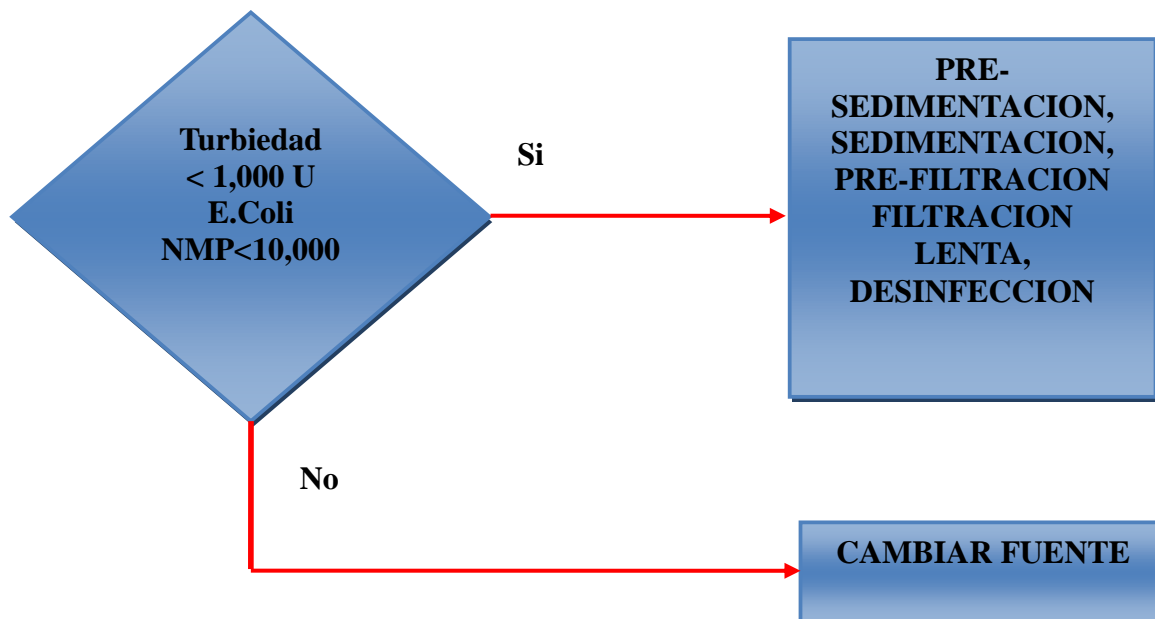 Turbiedad
< 1,000 U
E.Coli
NMP<10,000
Si
PRE-
SEDIMENTACION,
SEDIMENTACION,
PRE-FILTRACION
FILTRACION
LENTA,
DESINFECCION
No
CAMBIAR FUENTE